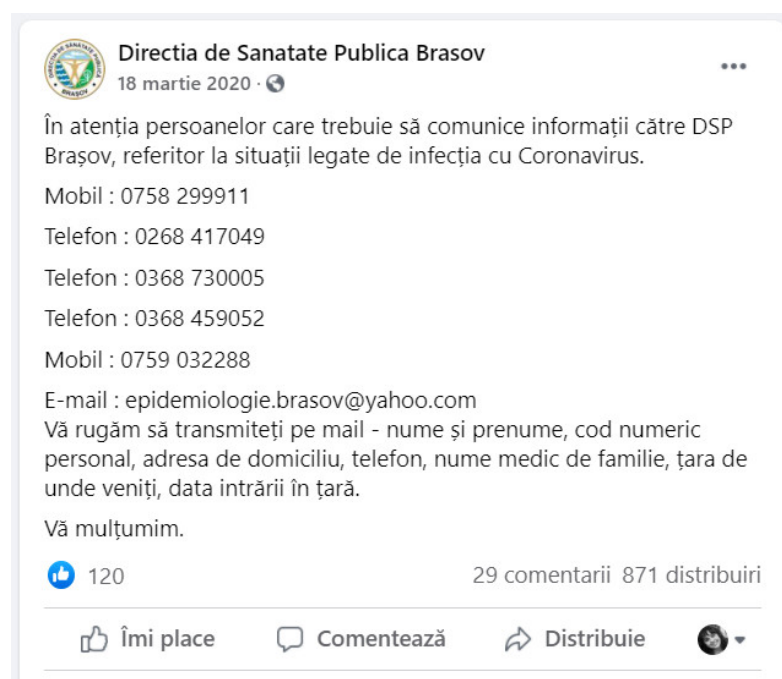 Directia de Sanatate Publica Brasov
18 martie 2020 ·
În atenția persoanelor care trebuie să comunice informații către DSP
Brașov, referitor la situații legate de infecția cu Coronavirus.
Mobil : 0758 299911
Telefon : 0268 417049
Telefon : 0368 730005
Telefon : 0368 459052
Mobil : 0759 032288
E-mail : epidemiologie.brasov@yahoo.com
Vă rugăm să transmiteți pe mail - nume și prenume, cod numeric
personal, adresa de domiciliu, telefon, nume medic de familie, țara de
unde veniți, data intrării în țară.
Vă mulțumim.
120
29 comentarii 871 distribuiri
Îmi place
Comentează
Distribuie